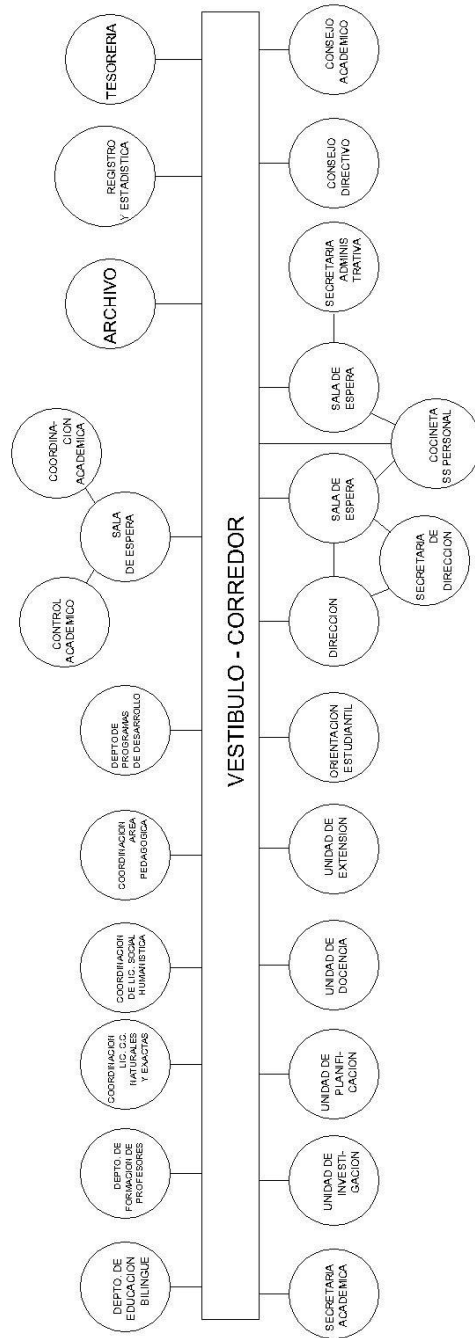 DEPTO. DE
EDUCACION
BILINGUE
DEPTO. DE
FORMACION DE
PROFESORES
COORDINACION
LIC. C.C.
NATURALES
Y EXACTAS
COORDINACION
DE LIC. SOCIAL
HUMANISTICA
COORDINACION
AREA
PEDAGOGICA
DEPTO DE
PROGRAMAS
DE DESARROLLO
CONTROL
ACADEMICO
SALA
DE ESPERA
COORDINA-
CION
ACADEMICA
ARCHIVO
REGISTRO
Y ESTADISTICA
TESORERIA
VESTIBULO - CORREDOR
SECRETARIA
ACADEMICA
UNIDAD DE
INVESTI-
GACION
UNIDAD DE
PLANIFI-
CACION
UNIDAD DE
DOCENCIA
UNIDAD DE
EXTENSION
ORIENTACION
ESTUDIANTIL
DIRECCION
SECRETARIA
DE
DIRECCION
SALA DE
ESPERA
COCINETA
SS PERSONAL
SALA DE
ESPERA
SECRETARIA
ADMINIS
TRATIVA
CONSEJO
DIRECTIVO
CONSEJO
ACADEMICO